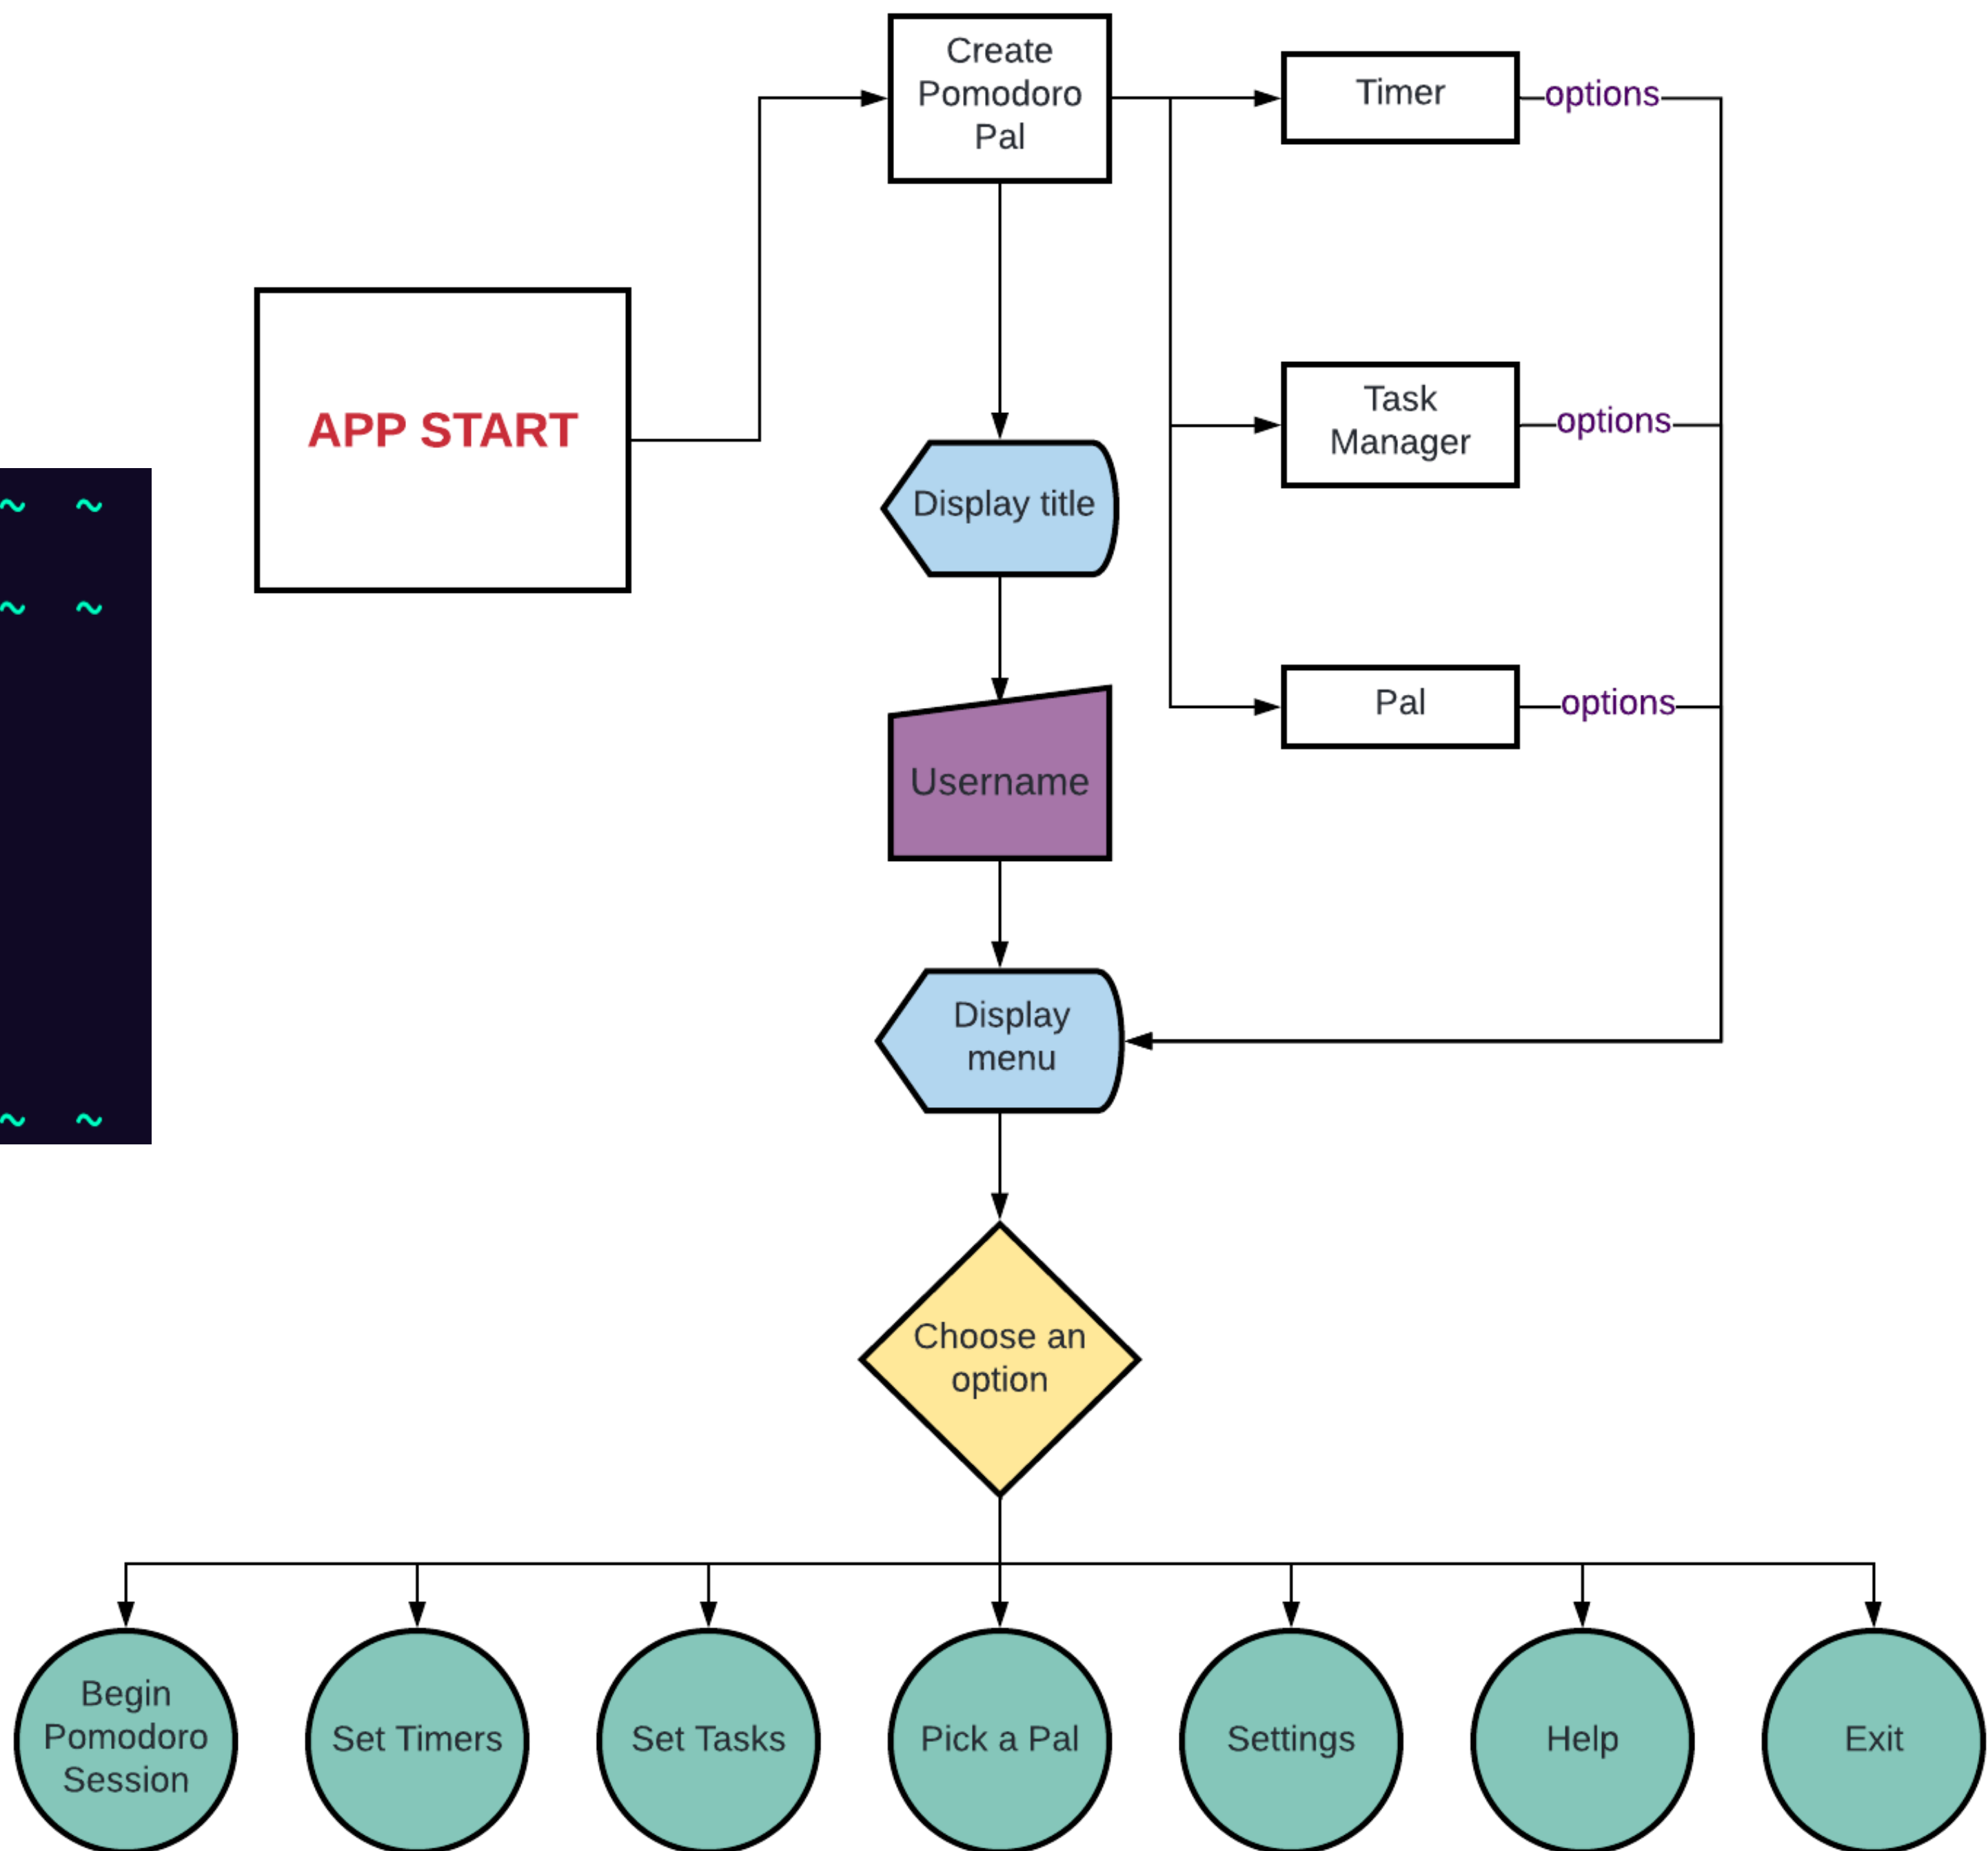 Create
Pomodoro
Pal
Timer
options
APP START
Task
Manager
options
Display title
~ ~
~ ~
Pal
options
Username
Display
menu
~ ~
Choose an
option
Begin
Pomodoro
Session
Set Timers
Set Tasks
Pick a Pal
Settings
Help
Exit